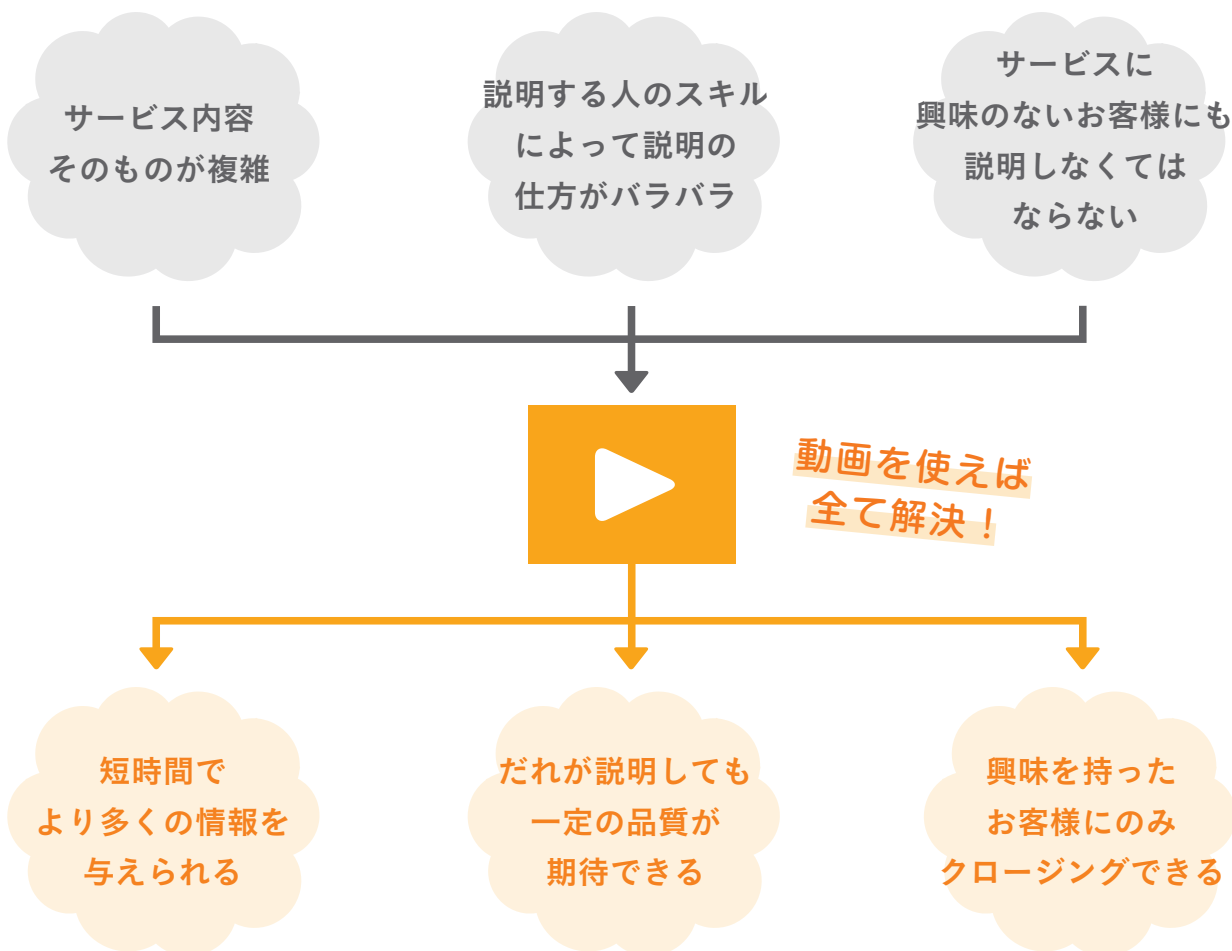 サービス内容
そのものが複雑
説明する人のスキル
によって説明の
仕方がバラバラ
サービスに
興味のないお客様にも
説明しなくては
ならない
動画を使えば
全て解決！
短時間で
より多くの情報を
与えられる
だれが説明しても
一定の品質が
期待できる
興味を持った
お客様にのみ
クロージングできる